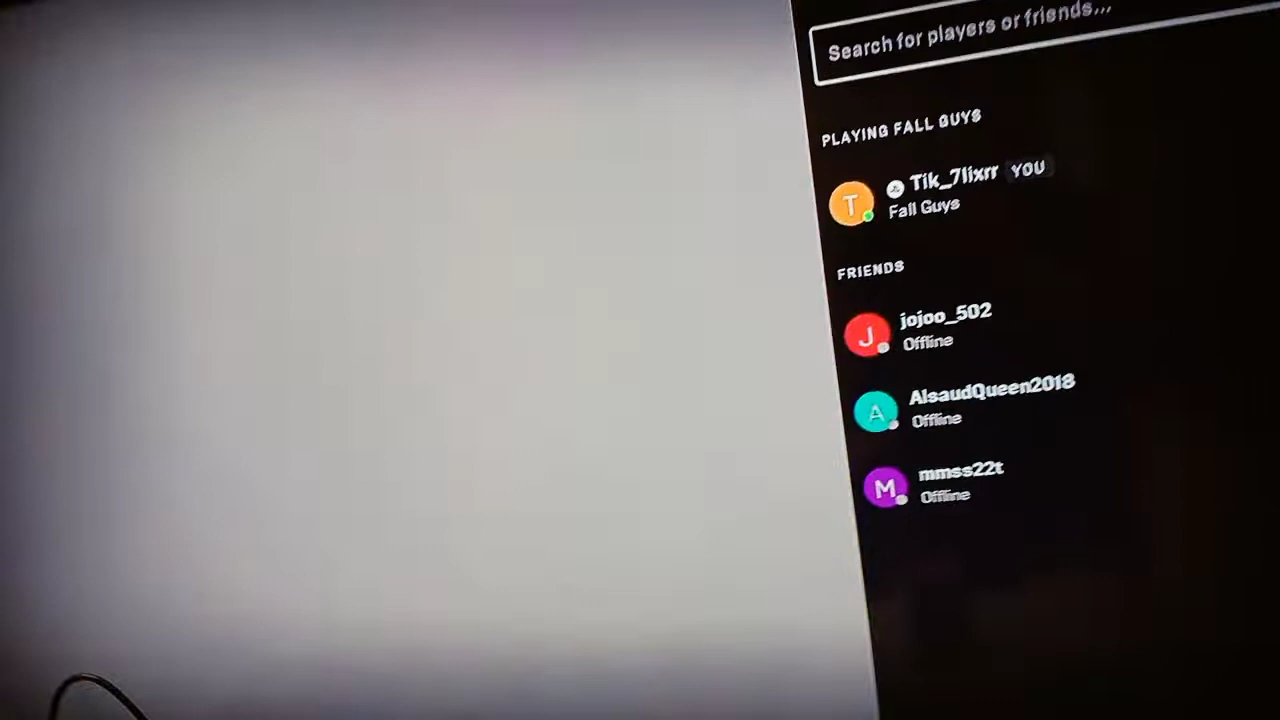 Search for players or friends...
PLAYING FALL GUYS
T
Tik_7lixrr YOU
Fall Guys
FRIENDS
J
jojoo_502
Offline
A
AlsaudQueen2018
Offline
M
mmss22t
Offline